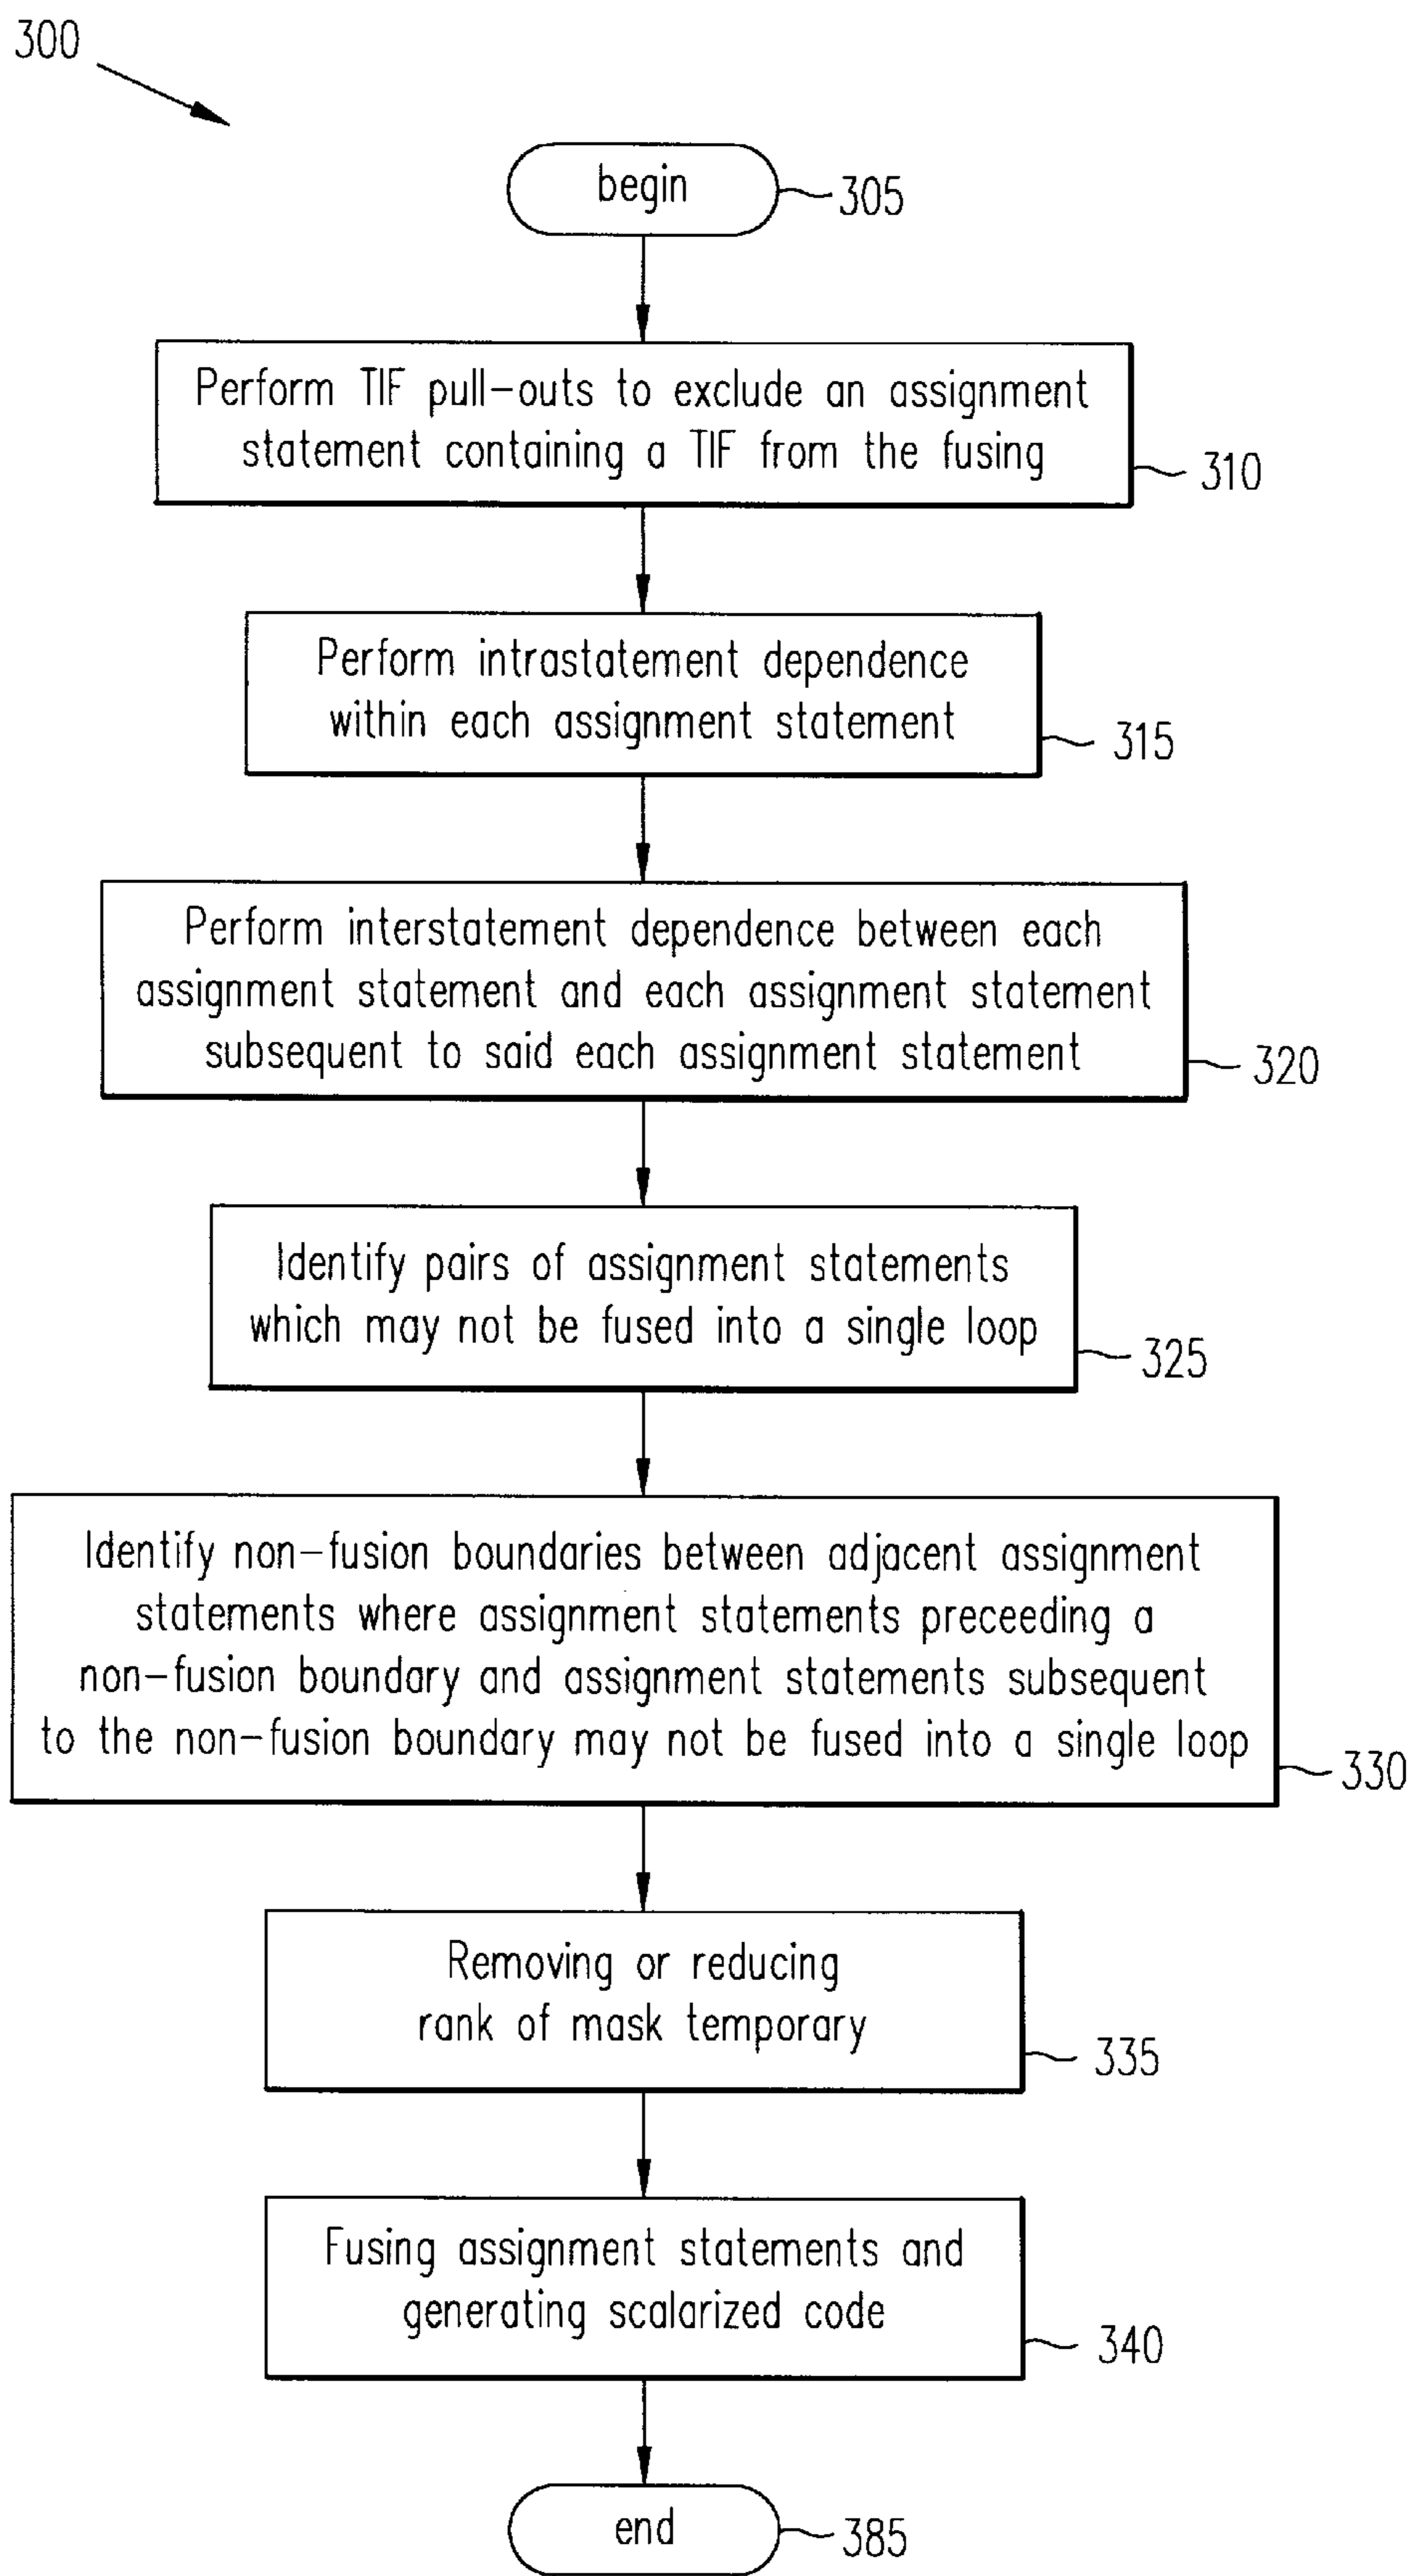 300
begin
305
Perform TIF pull-outs to exclude an assignment
statement containing a TIF from the fusing
310
Perform intrastatement dependence
within each assignment statement
315
Perform interstatement dependence between each
assignment statement and each assignment statement
subsequent to said each assignment statement
320
Identify pairs of assignment statements
which may not be fused into a single loop
325
Identify non-fusion boundaries between adjacent assignment
statements where assignment statements preceeding a
non-fusion boundary and assignment statements subsequent
to the non-fusion boundary may not be fused into a single loop
330
Removing or reducing
rank of mask temporary
335
Fusing assignment statements and
generating scalarized code
340
end
385